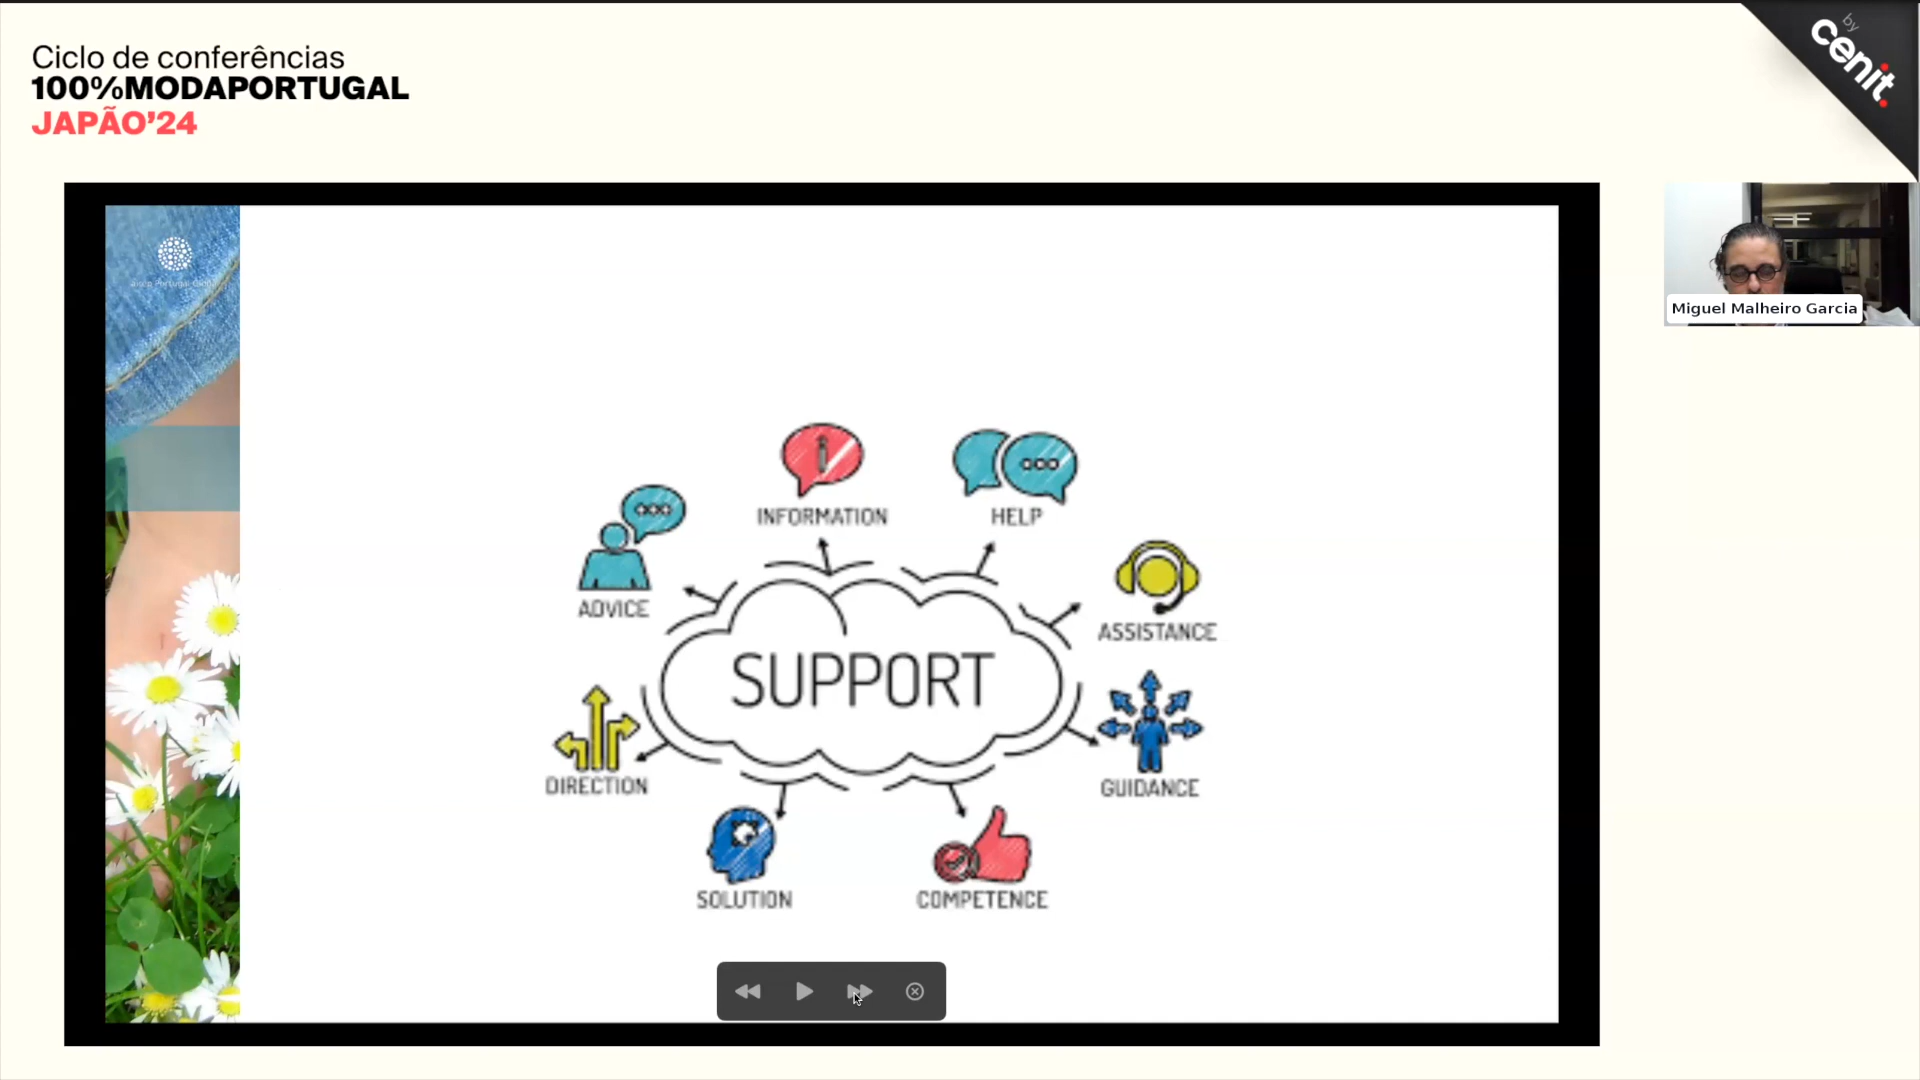 Ciclo de conferências
100%MODAPORTUGAL
JAPÃO’24
by
cenit.
Miguel Malheiro Garcia
INFORMATION
HELP
ADVICE
ASSISTANCE
SUPPORT
DIRECTION
GUIDANCE
SOLUTION
COMPETENCE